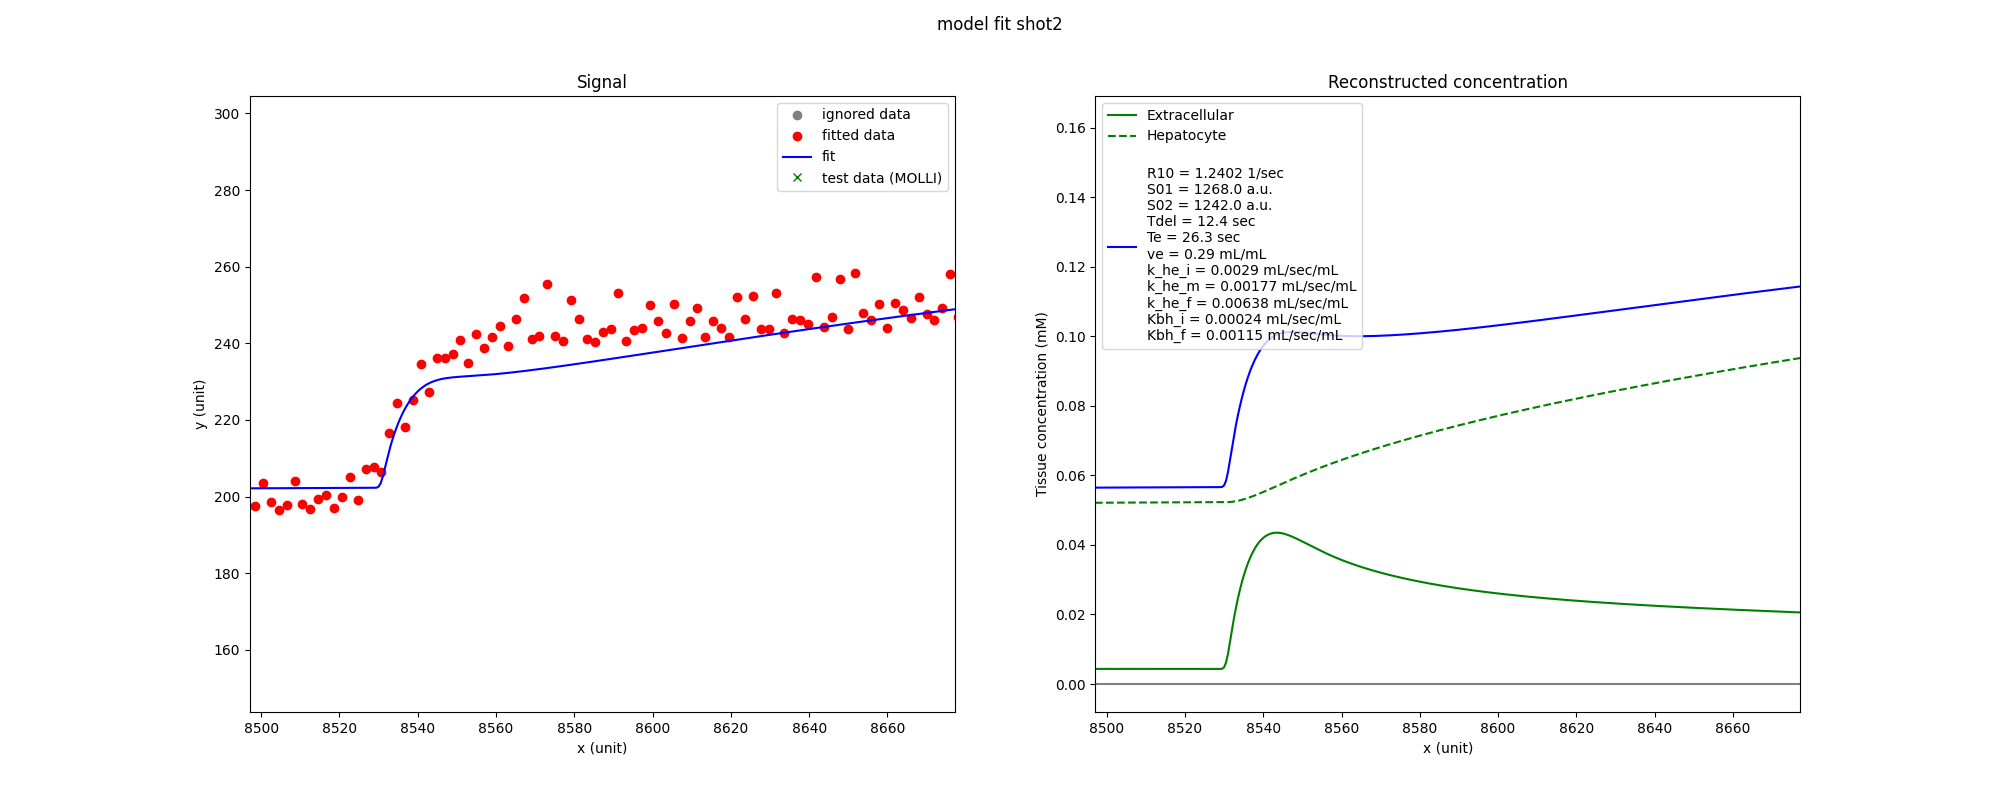 model fit shot2
Signal
300
280
260
240
220
200
180
160
y (unit)
8500 8520 8540 8560 8580 8600 8620 8640 8660
x (unit)
ignored data
fitted data
fit
test data (MOLLI)
Reconstructed concentration
0.16
0.14
0.12
0.10
0.08
0.06
0.04
0.02
0.00
Tissue concentration (mM)
8500 8520 8540 8560 8580 8600 8620 8640 8660
x (unit)
Extracellular
Hepatocyte
R10 = 1.2402 1/sec
S01 = 1268.0 a.u.
S02 = 1242.0 a.u.
Tdel = 12.4 sec
Te = 26.3 sec
ve = 0.29 mL/mL
k_he_i = 0.0029 mL/sec/mL
k_he_m = 0.00177 mL/sec/mL
k_he_f = 0.00638 mL/sec/mL
Kbh_i = 0.00024 mL/sec/mL
Kbh_f = 0.00115 mL/sec/mL